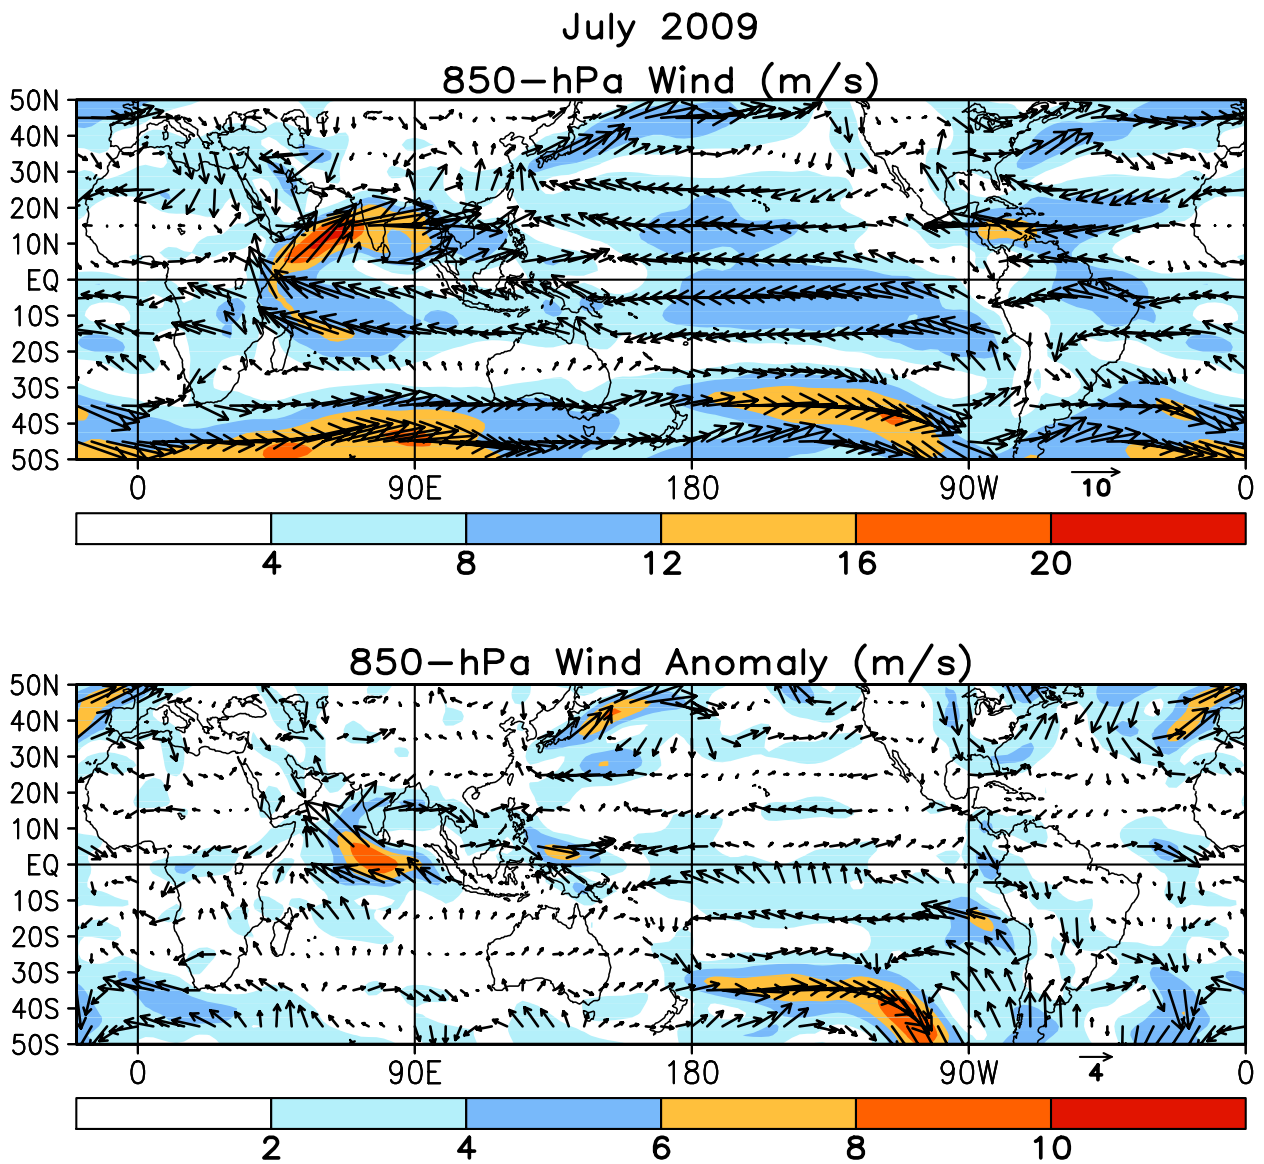 July 2009
850-hPa Wind (m/s)
50N
40N
30N
20N
10N
EQ
10S
20S
30S
40S
50S
0 90E 180 90W 0
10
4 8 12 16 20
850-hPa Wind Anomaly (m/s)
50N
40N
30N
20N
10N
EQ
10S
20S
30S
40S
50S
0 90E 180 90W 0
4
2 4 6 8 10